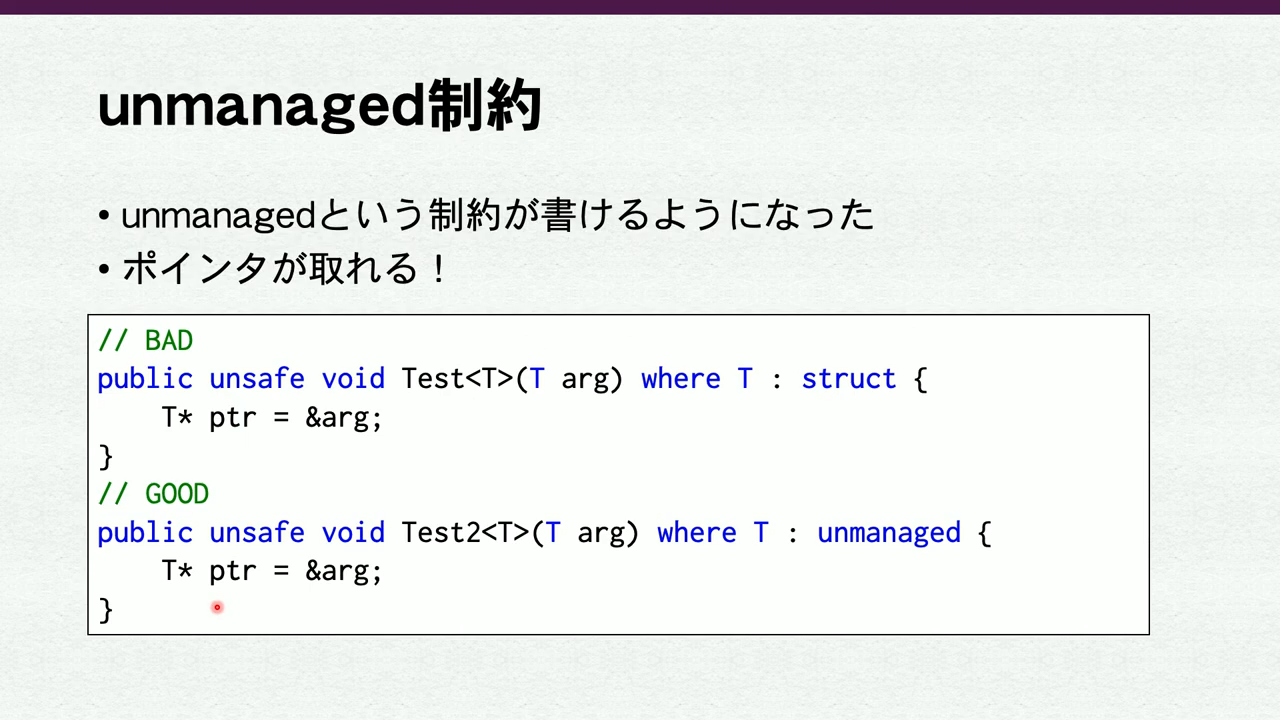 unmanaged制約
• unmanagedという制約が書けるようになった
• ポインタが取れる！
// BAD
public unsafe void Test<T>(T arg) where T : struct {
    T* ptr = &arg;
}
// GOOD
public unsafe void Test2<T>(T arg) where T : unmanaged {
    T* ptr = &arg;
}